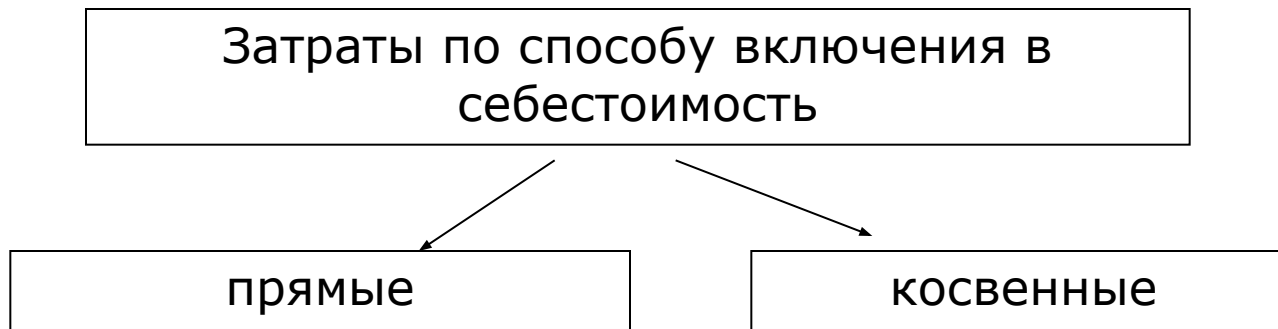 Затраты по способу включения в
себестоимость
прямые
косвенные